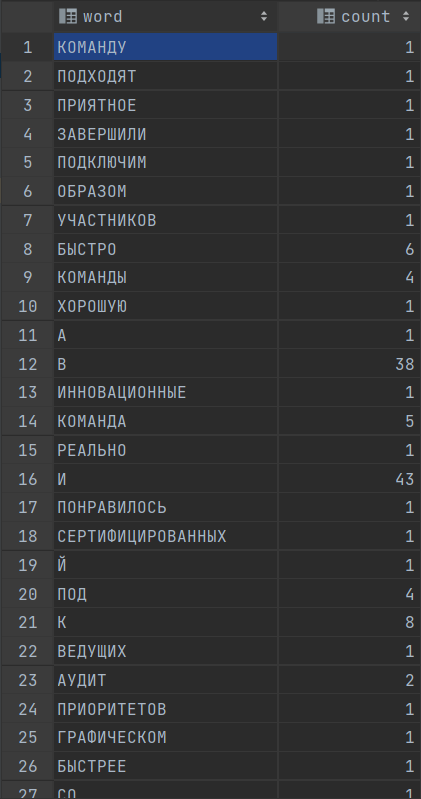 word count
1 КОМАНДУ 1
2 ПОДХОДЯТ 1
3 ПРИЯТНОЕ 1
4 ЗАВЕРШИЛИ 1
5 ПОДКЛЮЧИМ 1
6 ОБРАЗОМ 1
7 УЧАСТНИКОВ 1
8 БЫСТРО 6
9 КОМАНДЫ 4
10 ХОРОШУЮ 1
11 А 1
12 В 38
13 ИННОВАЦИОННЫЕ 1
14 КОМАНДА 5
15 РЕАЛЬНО 1
16 И 43
17 ПОНРАВИЛОСЬ 1
18 СЕРТИФИЦИРОВАННЫХ 1
19 Й 1
20 ПОД 4
21 К 8
22 ВЕДУЩИХ 1
23 АУДИТ 2
24 ПРИОРИТЕТОВ 1
25 ГРАФИЧЕСКОМ 1
26 БЫСТРЕЕ 1
27 СО 1